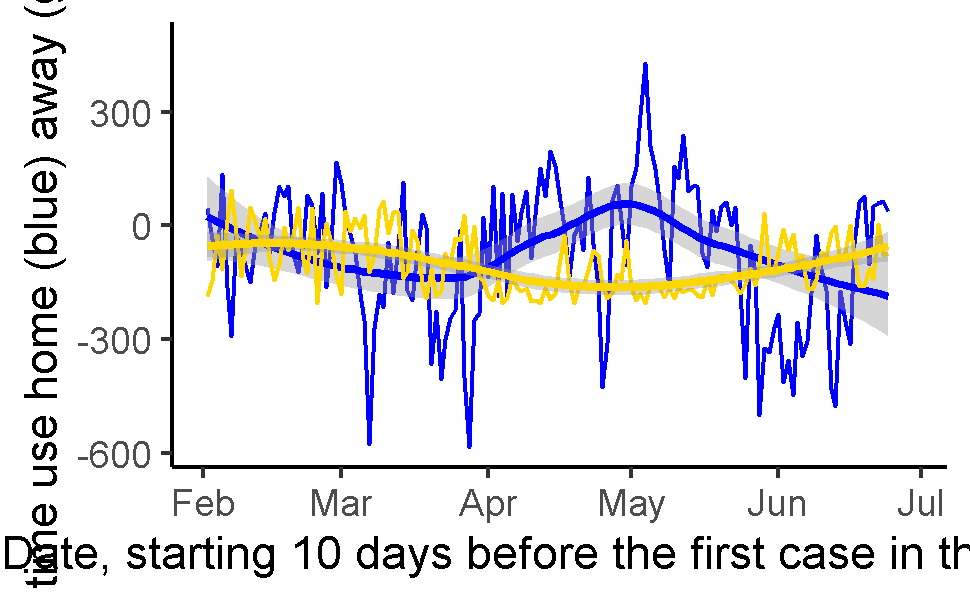 time use home (blue) away (
300
0
-300
-600
Feb Mar Apr May Jun Jul
Date, starting 10 days before the first case in th